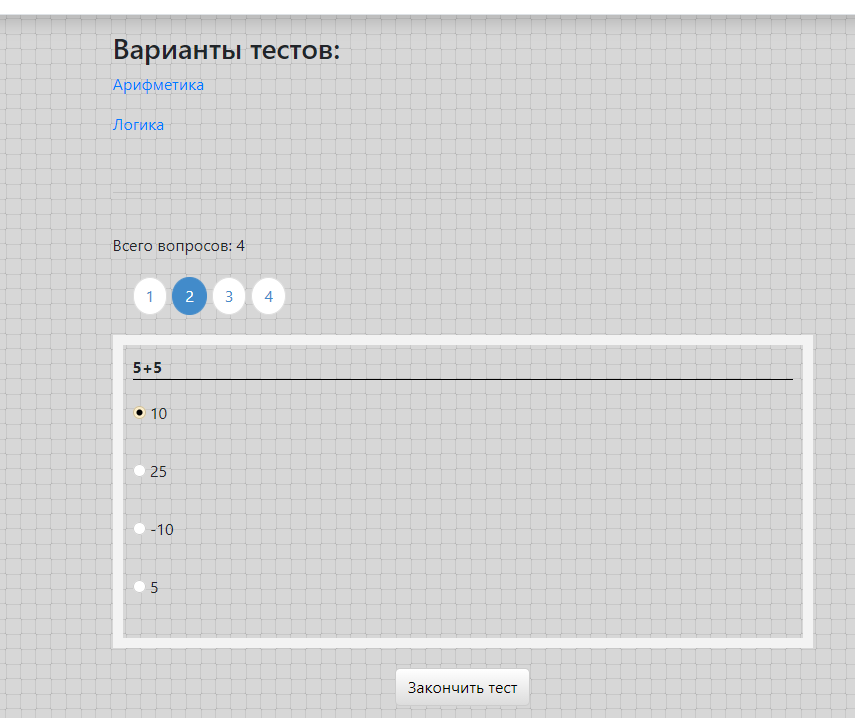 Варианты тестов:
Арифметика
Логика
Всего вопросов: 4
1 2 3 4
5+5
10
25
-10
5
Закончить тест